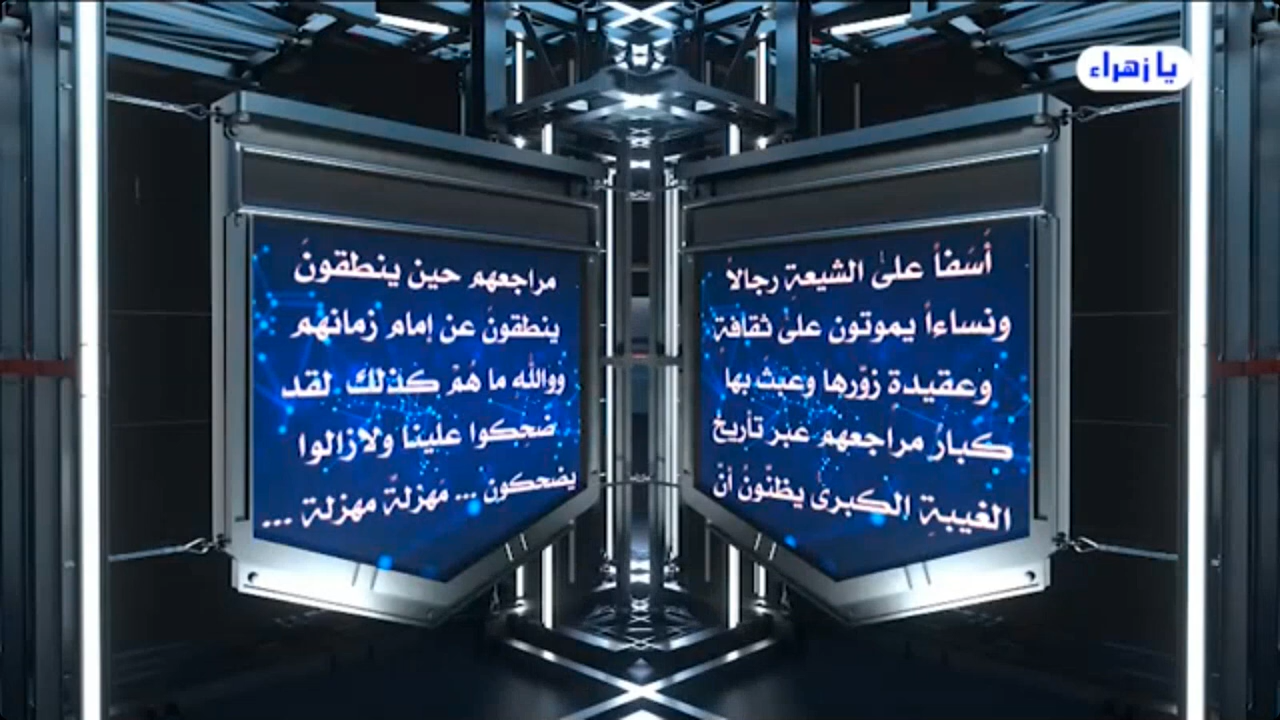 يا زهراء
أَسَفاً على الشيعةِ رجالاً
ونساءاً يموتون على ثقافةٍ
وعقيدةٍ زوّرها وعبثَ بها
كبارُ مراجعهم عبر تأريخ
الغيبةِ الكبرى يظنّونَ أنّ
مراجعهم حين ينطقونَ
ينطقونَ عن إمام زمانهم
وواللهِ ما هُمْ كذلك لقد
ضحكوا علينا ولازالوا
يضحكون ... مهزلةٌ مهزلة ...